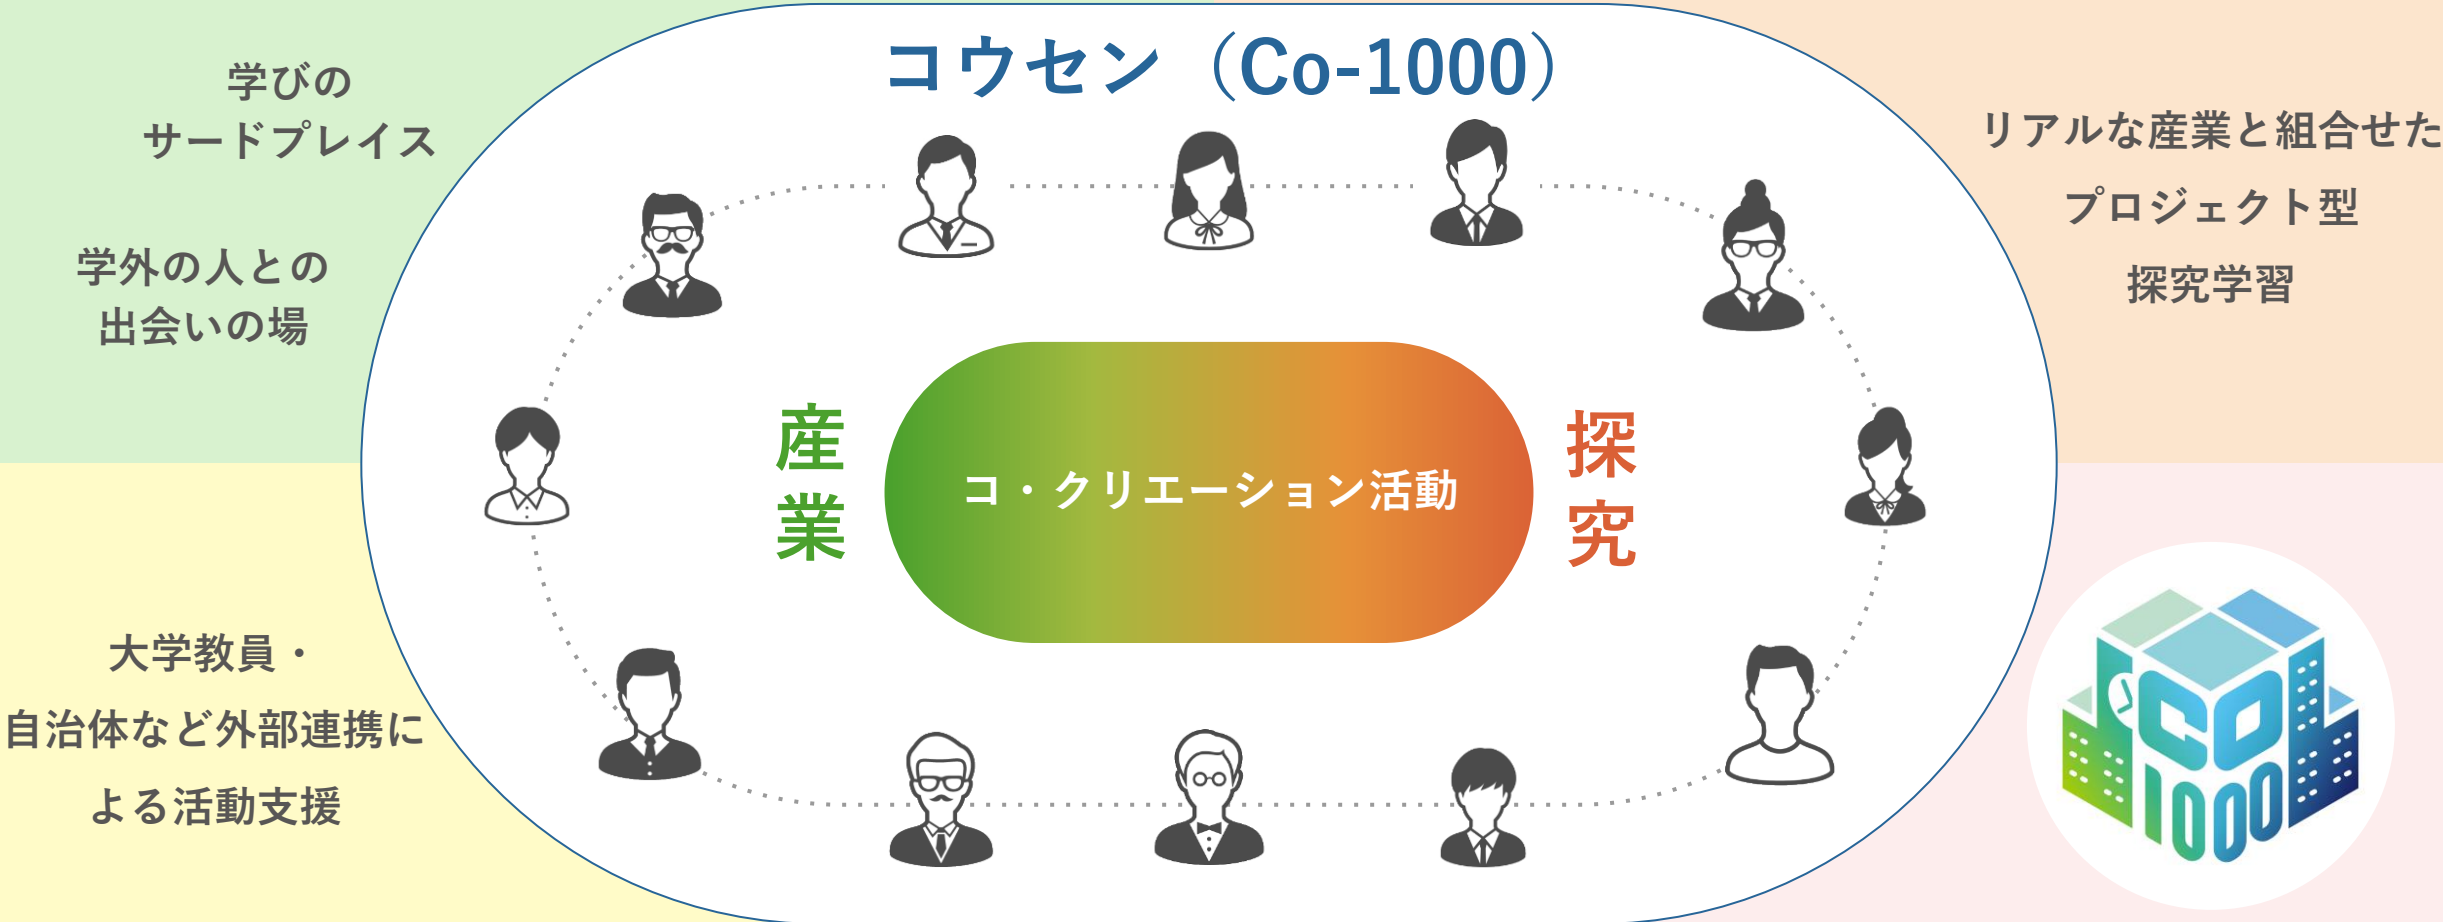 コウセン（Co-1000）
学びの
サードプレイス
学外の人との
出会いの場
リアルな産業と組合せた
プロジェクト型
探究学習
産業
コ・クリエーション活動
探究
大学教員・
自治体など外部連携に
よる活動支援
CO
1000